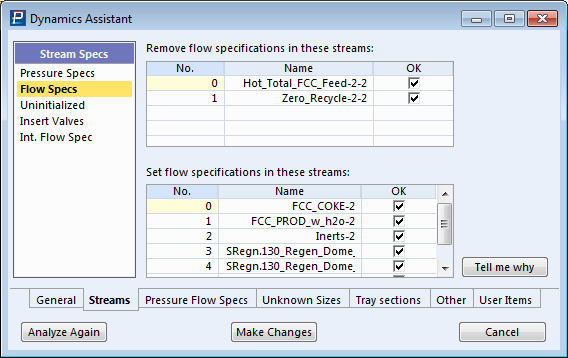 Dynamics Assistant
Stream Specs
Pressure Specs
Flow Specs
Uninitialized
Insert Valves
Int. Flow Spec
Remove flow specifications in these streams:
No. Name OK
0 Hot_Total_FCC_Feed-2-2
1 Zero_Recycle-2-2
Set flow specifications in these streams:
No. Name OK
0 FCC_COKE-2
1 FCC_PROD_w_h2o-2
2 Inerts-2
3 SRegn.130_Regen_Dome_
4 SRegn.130_Regen_Dome_
Tell me why
General Streams Pressure Flow Specs Unknown Sizes Tray sections Other User Items
Analyze Again Make Changes Cancel